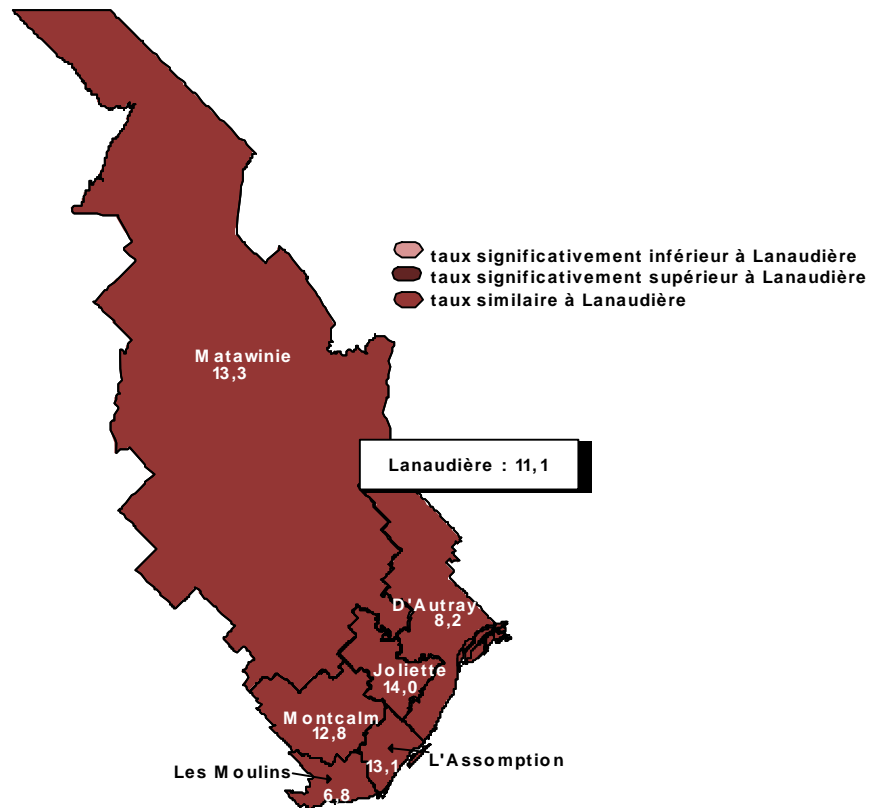 taux significativement inférieur à Lanaudière
taux significativement supérieur à Lanaudière
taux similaire à Lanaudière
Matawinie
13,3
Lanaudière : 11,1
D'Autray
8,2
Joliette
14,0
Montcalm
12,8
L'Assomption
13,1
Les Moulins
6,8